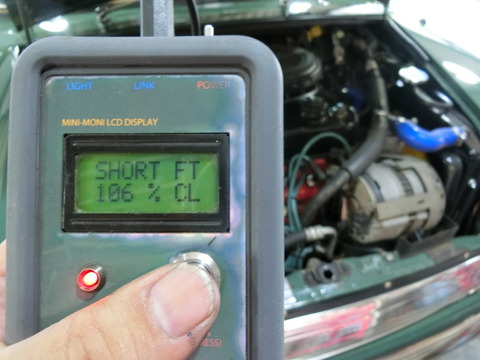 LIGHT LINK POWER
MINI-MONI LCD DISPLAY
SHORT FT
106 % CL